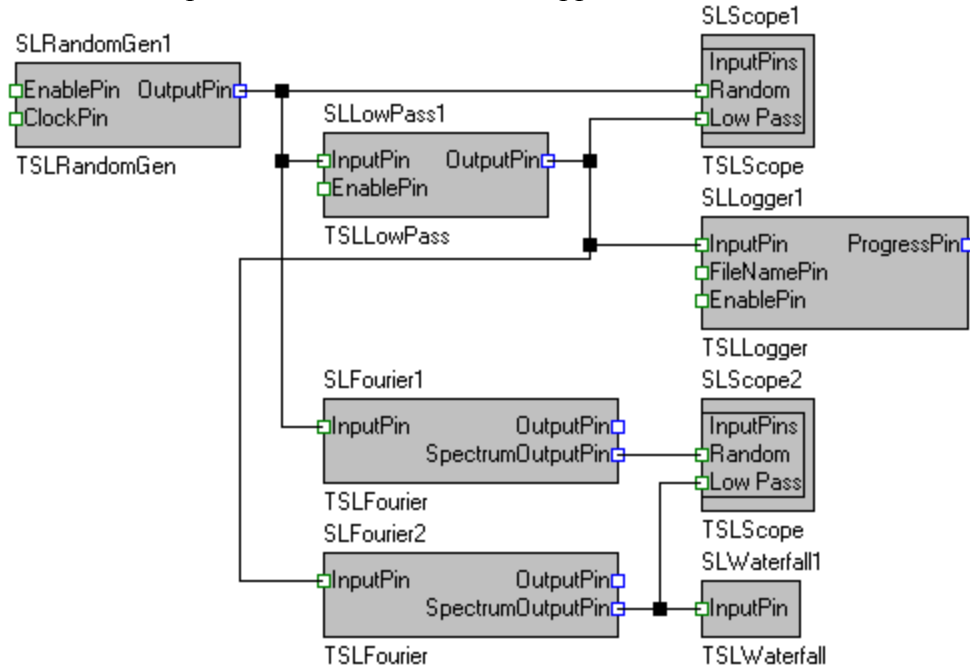 SLScope1
SLRandomGen1
InputPins
EnablePin OutputPin
Random
ClockPin
SLLowPass1
Low Pass
InputPin OutputPin
TSLRandomGen
TSLScope
EnablePin
SLLogger1
TSLLowPass
InputPin ProgressPin
FileNamePin
EnablePin
TSLLogger
SLFourier1
SLScope2
InputPin OutputPin
InputPins
SpectrumOutputPin
Random
Low Pass
TSLFourier
TSLScope
SLFourier2
SLWaterfall1
InputPin OutputPin
SpectrumOutputPin
InputPin
TSLFourier
TSLWaterfall